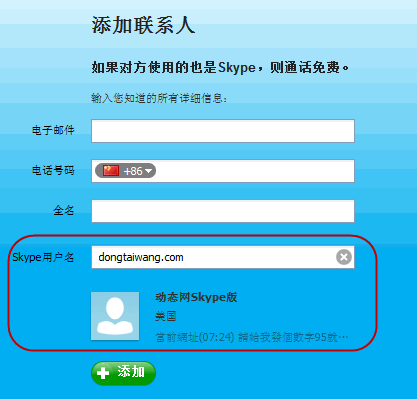 添加联系人
如果对方使用的也是Skype，则通话免费。
输入您知道的所有详细信息：
电子邮件
电话号码 +86
全名
Skype用户名 dongtaiwang.com
动态网Skype版
美国
當前網址(07:24) 請給我發個數字95就⋯
添加